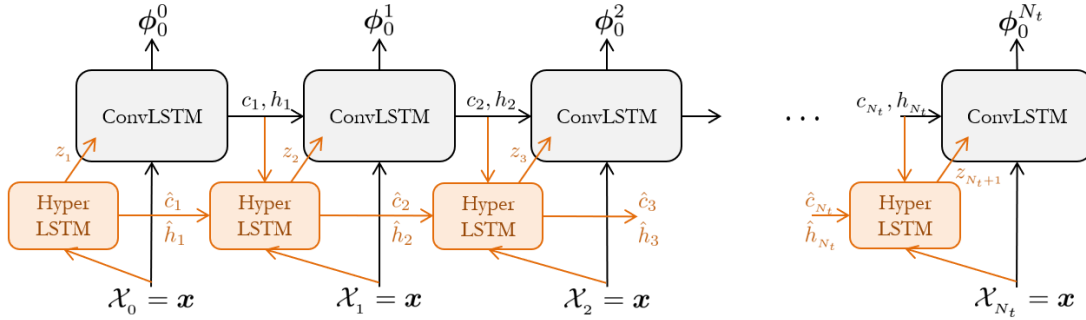 ϕ₀⁰ ϕ₀¹ ϕ₀² ϕ₀^{N_t}
ConvLSTM c₁, h₁ ConvLSTM c₂, h₂ ConvLSTM ... c_{N_t}, h_{N_t} ConvLSTM
z₁ z₂ z₃ z_{N_t+1}
Hyper ĉ₁ Hyper ĉ₂ Hyper ĉ₃ ĉ_{N_t} Hyper
LSTM ĥ₁ LSTM ĥ₂ LSTM ĥ₃ ĥ_{N_t} LSTM
𝒳₀ = 𝒙 𝒳₁ = 𝒙 𝒳₂ = 𝒙 𝒳_{N_t} = 𝒙